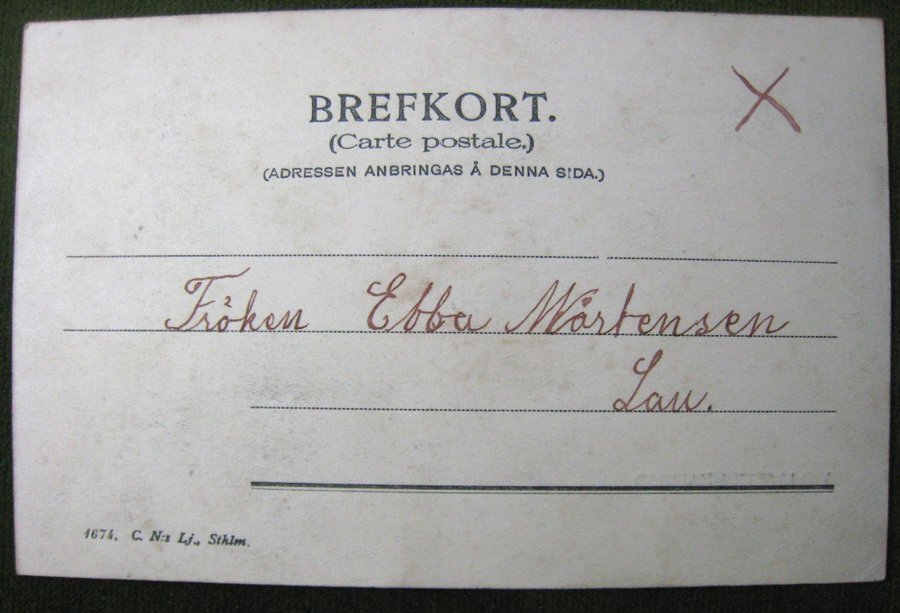 BREFKORT.
(Carte postale.)
(ADRESSEN ANBRINGAS Å DENNA SIDA.)
Fröken Ebba Mårtensen
Lau.
1674. C. N:s Lj., Sthlm.